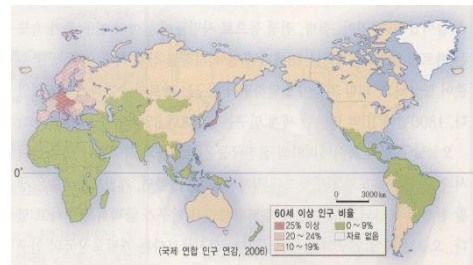 0°
0 3000km
60세 이상 인구 비율
25% 이상
20~24%
10~19%
0~9%
자료 없음
(국제 연합 인구 연감, 2006)